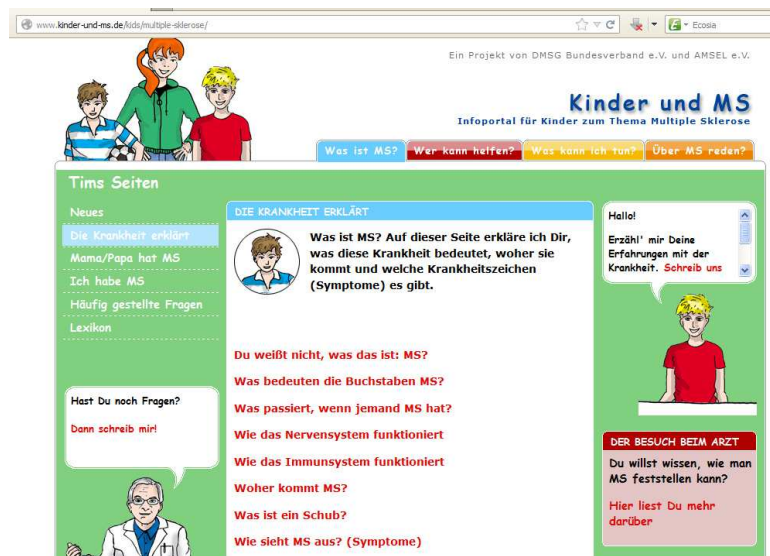 www.kinder-und-ms.de/kids/multiple-sklerose/
Ecosia
Ein Projekt von DMSG Bundesverband e.V. und AMSEL e.V.
Kinder und MS
Infoportal für Kinder zum Thema Multiple Sklerose
Was ist MS?
Wer kann helfen?
Was kann ich tun?
Über MS reden?
Tims Seiten
Neues
Die Krankheit erklärt
Mama/Papa hat MS
Ich habe MS
Häufig gestellte Fragen
Lexikon
Hast Du noch Fragen?
Dann schreib mir!
DIE KRANKHEIT ERKLÄRT
Was ist MS? Auf dieser Seite erkläre ich Dir,
was diese Krankheit bedeutet, woher sie
kommt und welche Krankheitszeichen
(Symptome) es gibt.
Du weißt nicht, was das ist: MS?
Was bedeuten die Buchstaben MS?
Was passiert, wenn jemand MS hat?
Wie das Nervensystem funktioniert
Wie das Immunsystem funktioniert
Woher kommt MS?
Was ist ein Schub?
Wie sieht MS aus? (Symptome)
Hallo!
Erzähl' mir Deine
Erfahrungen mit der
Krankheit. Schreib uns
DER BESUCH BEIM ARZT
Du willst wissen, wie man
MS feststellen kann?
Hier liest Du mehr
darüber